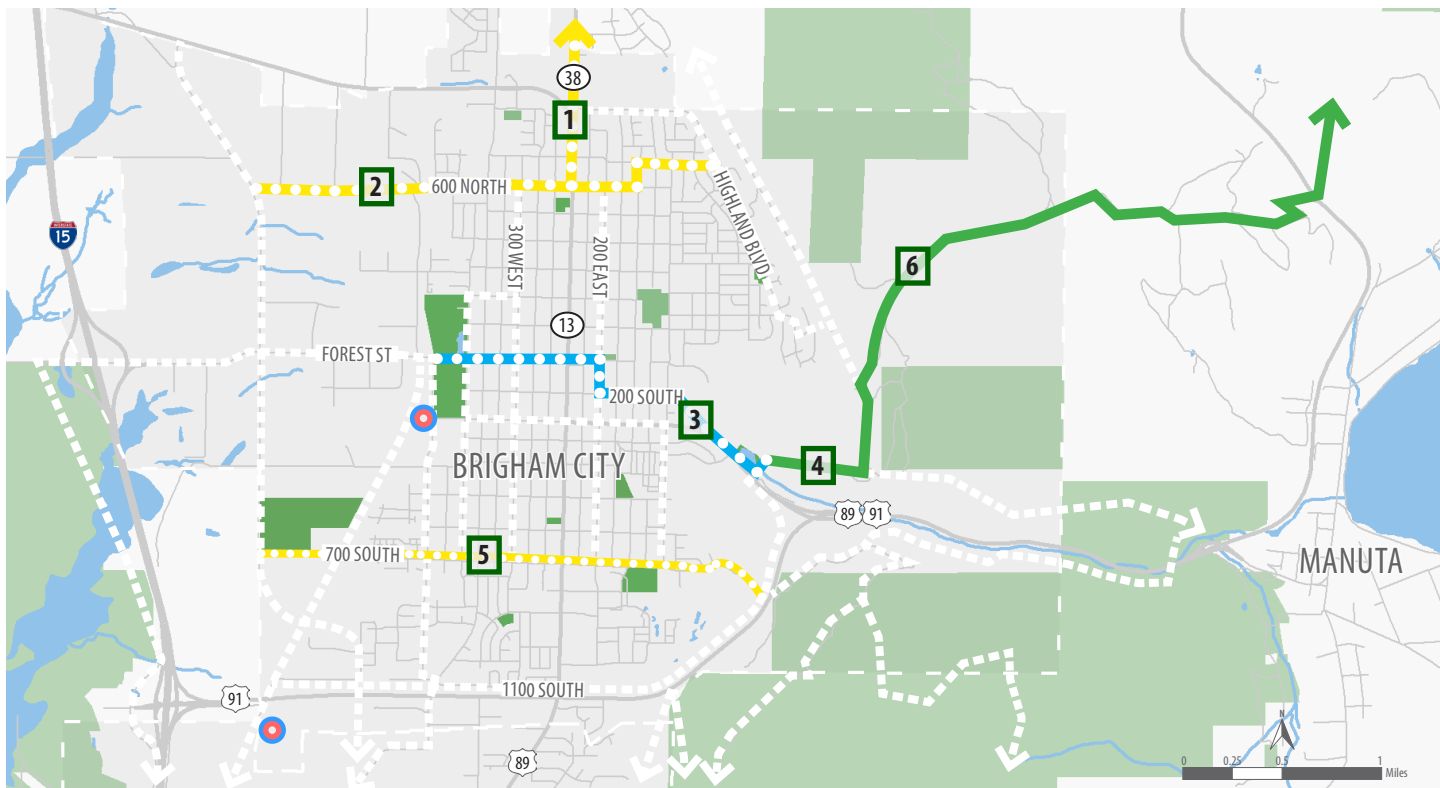 38
1
2
600 NORTH
HIGHLAND BLVD
INTERSTATE
15
300 WEST
200 EAST
6
13
FOREST ST
200 SOUTH
3
BRIGHAM CITY
4
89
91
5
700 SOUTH
MANUTA
1100 SOUTH
91
89
N
0
0.25
0.5
1
Miles